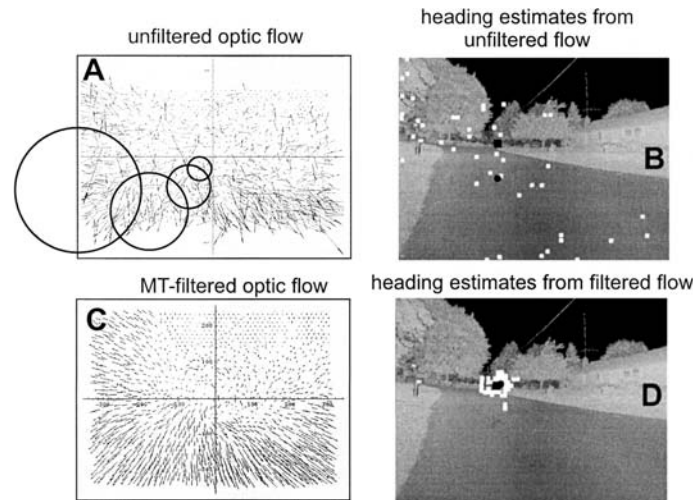 unfiltered optic flow
heading estimates from
unfiltered flow
A
B
MT-filtered optic flow
heading estimates from filtered flow
C
D